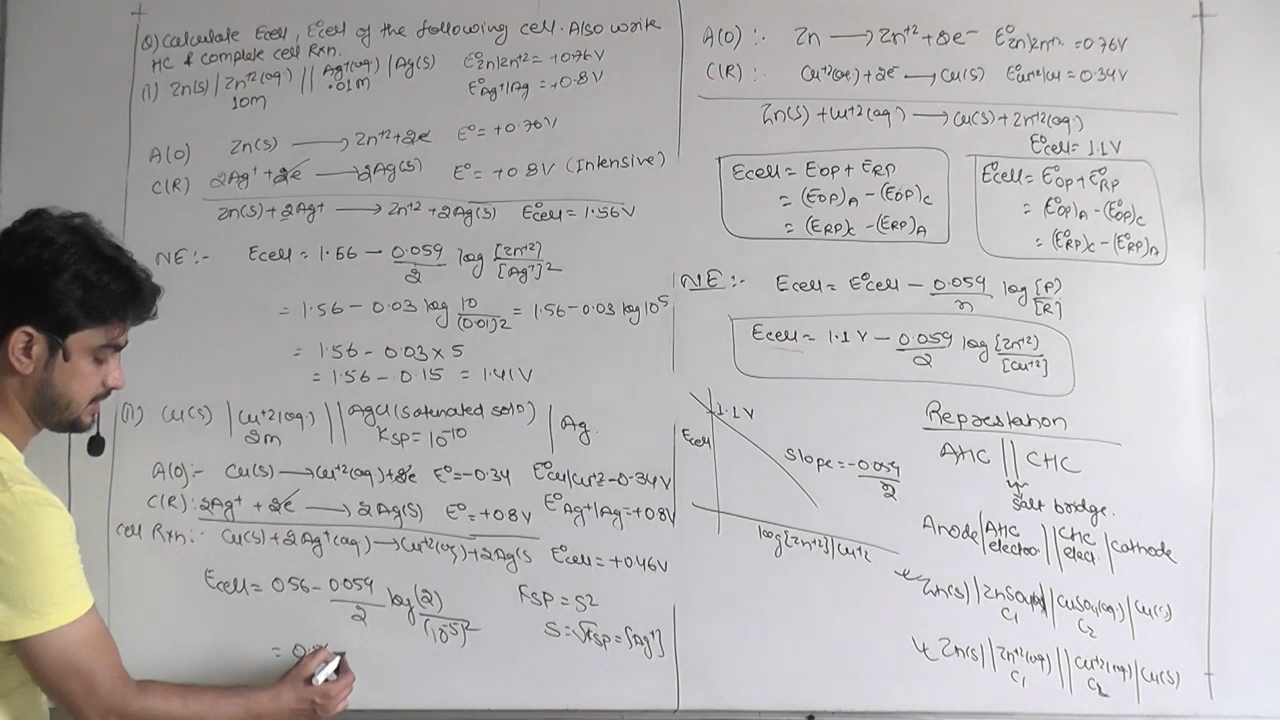 Q) Calculate Ecell, E°cell of the following cell. Also write
HC & complete cell Rxn.
(i) Zn(s) | Zn+2(aq) || Ag+(aq) | Ag(s) E°Zn|Zn+2 = +0.76V
10m .01m E°Ag+|Ag = +0.8V
A(O) Zn(s) ⟶ Zn+2 + 2e E° = +0.76V
C(R) 2Ag+ + 2e ⟶ 2Ag(s) E° = +0.8V (Intensive)
Zn(s) + 2Ag+ ⟶ Zn+2 + 2Ag(s) E°cell = 1.56V
NE:- Ecell = 1.56 - 0.059/2 log [Zn+2]/[Ag+]2
= 1.56 - 0.03 log 10/(0.01)2 = 1.56 - 0.03 log 10^5
= 1.56 - 0.03 × 5
= 1.56 - 0.15 = 1.41V
(ii) Cu(s) | Cu+2(aq) || AgCl (saturated sol) | Ag
2m Ksp = 10^-10
A(O):- Cu(s) ⟶ Cu+2(aq) + 2e E° = -0.34 E°Cu|Cu+2 -0.34V
C(R): 2Ag+ + 2e ⟶ 2Ag(s) E° = +0.8V E°Ag+|Ag = +0.8V
Cell Rxn:- Cu(s) + 2Ag+(aq) ⟶ Cu+2(aq) + 2Ag(s E°cell = +0.46V
Ecell = 0.56 - 0.059/2 log (2)/(10^-5)2 Ksp = S2
S = √Ksp = [Ag+]
= 0.
A(O):- Zn ⟶ Zn+2 + 2e- E°Zn|Zn+2 = 0.76V
C(R):- Cu+2(aq) + 2e ⟶ Cu(s) E°Cu+2|Cu = 0.34V
Zn(s) + Cu+2(aq) ⟶ Cu(s) + Zn+2(aq)
E°cell = 1.1V
Ecell = EOP + ERP
= (EOP)A - (EOP)C
= (ERP)C - (ERP)A
E°cell = E°OP + E°RP
= (E°OP)A - (E°OP)C
= (E°RP)C - (E°RP)A
NE:- Ecell = E°cell - 0.059/n log [P]/[R]
Ecell = 1.1V - 0.059/2 log [Zn+2]/[Cu+2]
1.1V
Ecell
Slope = -0.059/2
log[Zn+2]|Cu+2
Represtation
AHC || CHC
salt bridge.
Anode | AHC electro || CHC elect | Cathode
Zn(s) | ZnSO4(aq) | CuSO4(aq) | Cu(s)
C1 C2
Zn(s) | Zn+2(aq) || Cu+2(aq) | Cu(s)
C1 C2